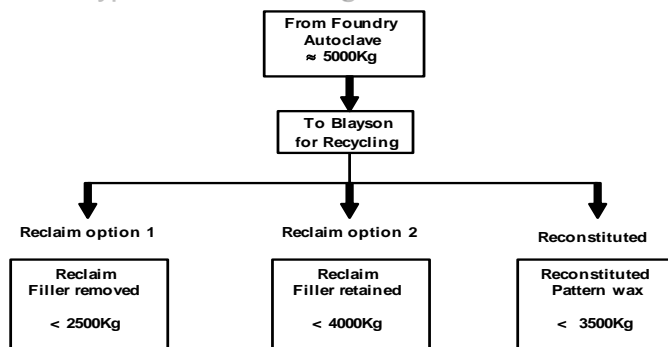 From Foundry
Autoclave
≈ 5000Kg
To Blayson
for Recycling
Reclaim option 1
Reclaim option 2
Reconstituted
Reclaim
Filler removed
< 2500Kg
Reclaim
Filler retained
< 4000Kg
Reconstituted
Pattern wax
< 3500Kg